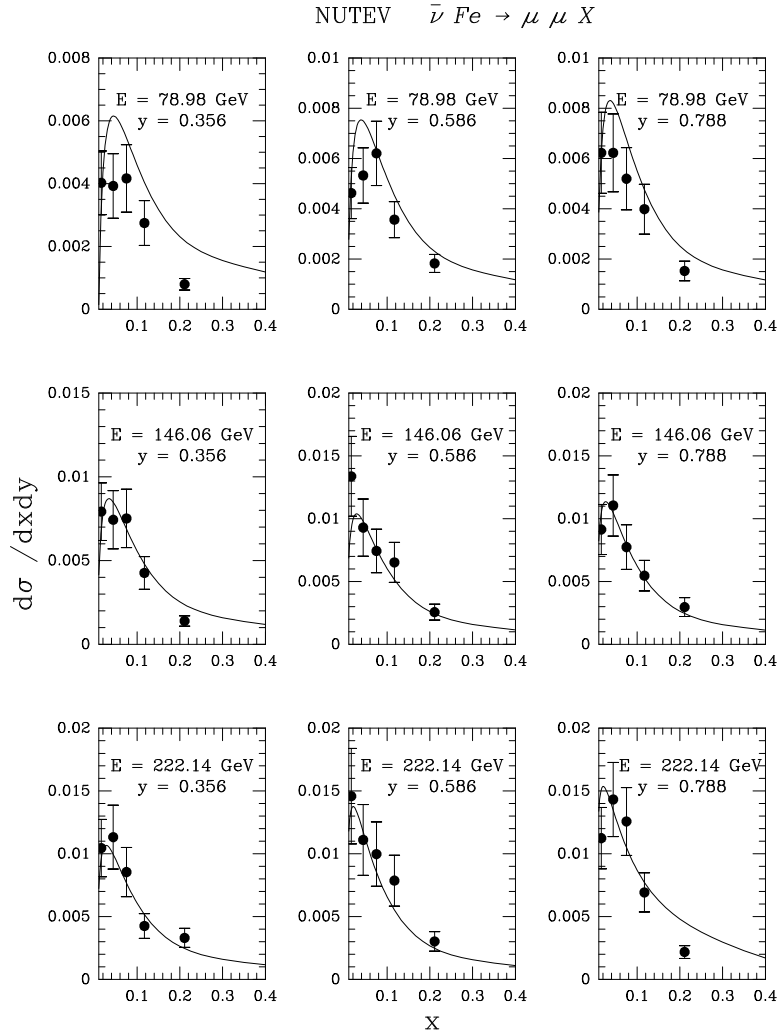 NUTEV ν̄ Fe → μ μ X
0.008 0.01 0.01
E = 78.98 GeV E = 78.98 GeV E = 78.98 GeV
y = 0.356 y = 0.586 y = 0.788
0.006 0.008 0.008
0.004 0.006 0.006
0.002 0.004 0.004
0 0.002 0.002
0 0
0.1 0.2 0.3 0.4 0.1 0.2 0.3 0.4 0.1 0.2 0.3 0.4
0.015 0.02 0.02
E = 146.06 GeV E = 146.06 GeV E = 146.06 GeV
y = 0.356 y = 0.586 y = 0.788
0.01 0.015 0.015
0.005 0.01 0.01
0 0.005 0.005
0 0
0.1 0.2 0.3 0.4 0.1 0.2 0.3 0.4 0.1 0.2 0.3 0.4
dσ /dxdy
0.02 0.02 0.02
E = 222.14 GeV E = 222.14 GeV E = 222.14 GeV
y = 0.356 y = 0.586 y = 0.788
0.015 0.015 0.015
0.01 0.01 0.01
0.005 0.005 0.005
0 0 0
0.1 0.2 0.3 0.4 0.1 0.2 0.3 0.4 0.1 0.2 0.3 0.4
x